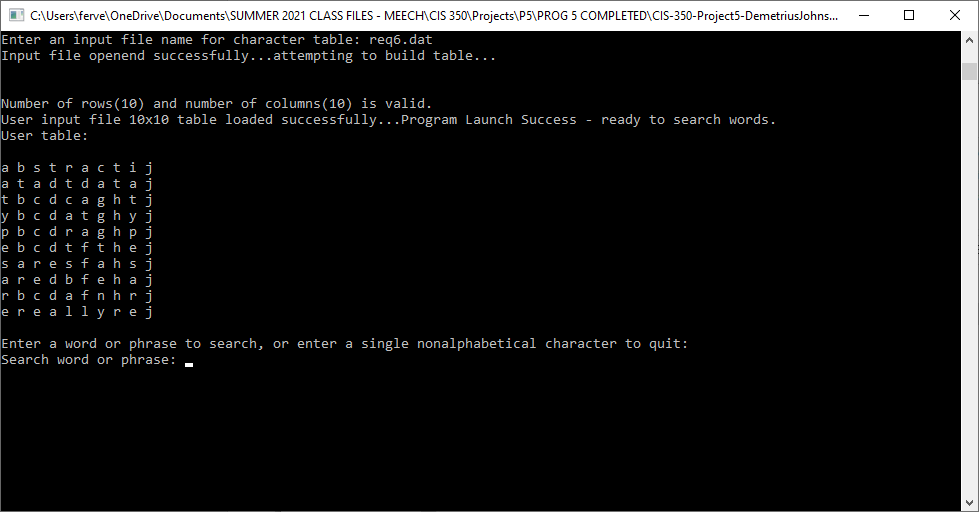 C:\Users\ferve\OneDrive\Documents\SUMMER 2021 CLASS FILES - MEECH\CIS 350\Projects\P5\PROG 5 COMPLETED\CIS-350-Project5-DemetriusJohns...
Enter an input file name for character table: req6.dat
Input file openend successfully...attempting to build table...
Number of rows(10) and number of columns(10) is valid.
User input file 10x10 table loaded successfully...Program Launch Success - ready to search words.
User table:
a b s t r a c t i j
a t a d t d a t a j
t b c d c a g h t j
y b c d a t g h y j
p b c d r a g h p j
e b c d t f t h e j
s a r e s f a h s j
a r e d b f e h a j
r b c d a f n h r j
e r e a l l y r e j
Enter a word or phrase to search, or enter a single nonalphabetical character to quit:
Search word or phrase: